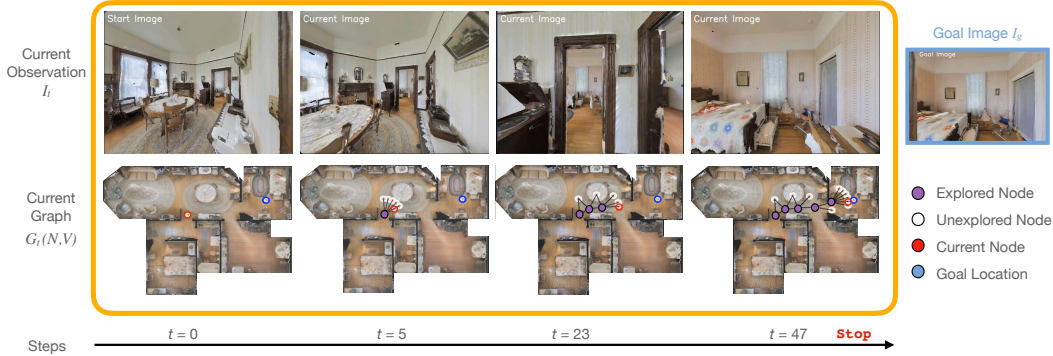 Current
Observation
I_t
Start Image
Current Image
Current Image
Current Image
Goal Image I_g
Goal Image
Current
Graph
G_t(N,V)
Explored Node
Unexplored Node
Current Node
Goal Location
Steps
t = 0
t = 5
t = 23
t = 47
Stop